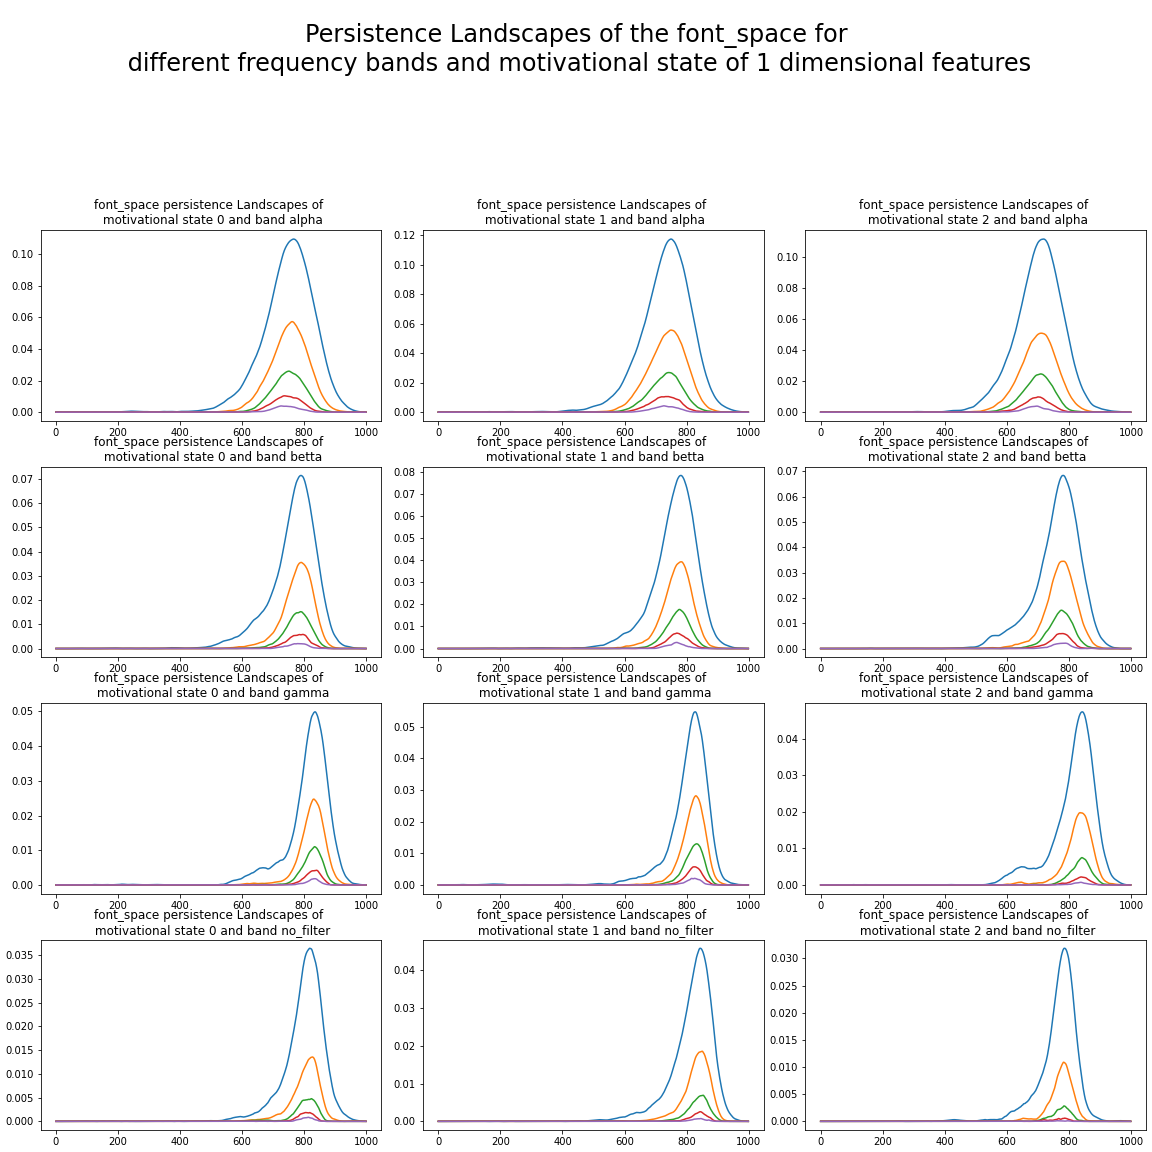 Persistence Landscapes of the font_space for
different frequency bands and motivational state of 1 dimensional features
font_space persistence Landscapes of
motivational state 0 and band alpha
font_space persistence Landscapes of
motivational state 1 and band alpha
font_space persistence Landscapes of
motivational state 2 and band alpha
0.10
0.08
0.06
0.04
0.02
0.00
0 200 400 600 800 1000
0.12
0.10
0.08
0.06
0.04
0.02
0.00
0 200 400 600 800 1000
0.10
0.08
0.06
0.04
0.02
0.00
0 200 400 600 800 1000
font_space persistence Landscapes of
motivational state 0 and band betta
font_space persistence Landscapes of
motivational state 1 and band betta
font_space persistence Landscapes of
motivational state 2 and band betta
0.07
0.06
0.05
0.04
0.03
0.02
0.01
0.00
0 200 400 600 800 1000
0.08
0.07
0.06
0.05
0.04
0.03
0.02
0.01
0.00
0 200 400 600 800 1000
0.07
0.06
0.05
0.04
0.03
0.02
0.01
0.00
0 200 400 600 800 1000
font_space persistence Landscapes of
motivational state 0 and band gamma
font_space persistence Landscapes of
motivational state 1 and band gamma
font_space persistence Landscapes of
motivational state 2 and band gamma
0.05
0.04
0.03
0.02
0.01
0.00
0 200 400 600 800 1000
0.05
0.04
0.03
0.02
0.01
0.00
0 200 400 600 800 1000
0.04
0.03
0.02
0.01
0.00
0 200 400 600 800 1000
font_space persistence Landscapes of
motivational state 0 and band no_filter
font_space persistence Landscapes of
motivational state 1 and band no_filter
font_space persistence Landscapes of
motivational state 2 and band no_filter
0.035
0.030
0.025
0.020
0.015
0.010
0.005
0.000
0 200 400 600 800 1000
0.04
0.03
0.02
0.01
0.00
0 200 400 600 800 1000
0.030
0.025
0.020
0.015
0.010
0.005
0.000
0 200 400 600 800 1000